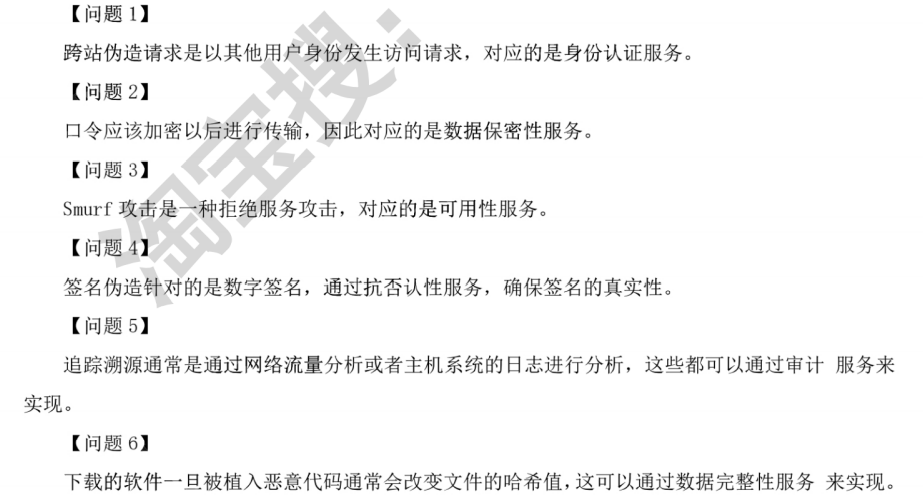 【问题 1】
跨站伪造请求是以其他用户身份发生访问请求，对应的是身份认证服务。
【问题 2】
口令应该加密以后进行传输，因此对应的是数据保密性服务。
【问题 3】
Smurf 攻击是一种拒绝服务攻击，对应的是可用性服务。
【问题 4】
签名伪造针对的是数字签名，通过抗否认性服务，确保签名的真实性。
【问题 5】
追踪溯源通常是通过网络流量分析或者主机系统的日志进行分析，这些都可以通过审计 服务来
实现。
【问题 6】
下载的软件一旦被植入恶意代码通常会改变文件的哈希值，这可以通过数据完整性服务 来实现。
淘宝搜：